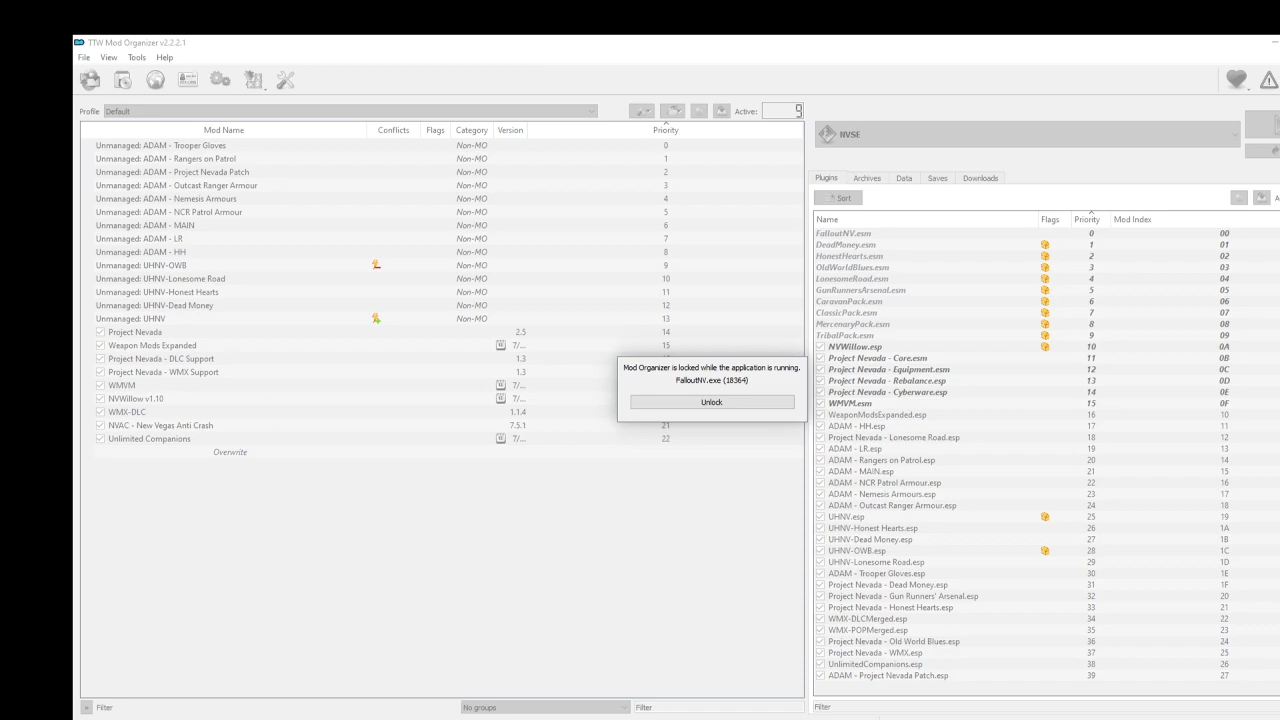 TTW Mod Organizer v2.2.2.1
File View Tools Help
Profile Default Active: 9
Mod Name Conflicts Flags Category Version Priority
Unmanaged: ADAM - Trooper Gloves Non-MO 0
Unmanaged: ADAM - Rangers on Patrol Non-MO 1
Unmanaged: ADAM - Project Nevada Patch Non-MO 2
Unmanaged: ADAM - Outcast Ranger Armour Non-MO 3
Unmanaged: ADAM - Nemesis Armours Non-MO 4
Unmanaged: ADAM - NCR Patrol Armour Non-MO 5
Unmanaged: ADAM - MAIN Non-MO 6
Unmanaged: ADAM - LR Non-MO 7
Unmanaged: ADAM - HH Non-MO 8
Unmanaged: UHNV-OWB Non-MO 9
Unmanaged: UHNV-Lonesome Road Non-MO 10
Unmanaged: UHNV-Honest Hearts Non-MO 11
Unmanaged: UHNV-Dead Money Non-MO 12
Unmanaged: UHNV Non-MO 13
Project Nevada 2.5 14
Weapon Mods Expanded 7/... 15
Project Nevada - DLC Support 1.3
Project Nevada - WMX Support 1.3
WMVM 7/...
NVWillow v1.10 7/...
WMX-DLC 1.1.4
NVAC - New Vegas Anti Crash 7.5.1 21
Unlimited Companions 7/... 22
Overwrite
Filter No groups Filter
Mod Organizer is locked while the application is running.
FalloutNV.exe (18364)
Unlock
NVSE
Plugins Archives Data Saves Downloads
Sort
Name Flags Priority Mod Index
FalloutNV.esm 0 00
DeadMoney.esm 1 01
HonestHearts.esm 2 02
OldWorldBlues.esm 3 03
LonesomeRoad.esm 4 04
GunRunnersArsenal.esm 5 05
CaravanPack.esm 6 06
ClassicPack.esm 7 07
MercenaryPack.esm 8 08
TribalPack.esm 9 09
NVWillow.esp 10 0A
Project Nevada - Core.esm 11 0B
Project Nevada - Equipment.esm 12 0C
Project Nevada - Rebalance.esp 13 0D
Project Nevada - Cyberware.esp 14 0E
WMVM.esm 15 0F
WeaponModsExpanded.esp 16 10
ADAM - HH.esp 17 11
Project Nevada - Lonesome Road.esp 18 12
ADAM - LR.esp 19 13
ADAM - Rangers on Patrol.esp 20 14
ADAM - MAIN.esp 21 15
ADAM - NCR Patrol Armour.esp 22 16
ADAM - Nemesis Armours.esp 23 17
ADAM - Outcast Ranger Armour.esp 24 18
UHNV.esp 25 19
UHNV-Honest Hearts.esp 26 1A
UHNV-Dead Money.esp 27 1B
UHNV-OWB.esp 28 1C
UHNV-Lonesome Road.esp 29 1D
ADAM - Trooper Gloves.esp 30 1E
Project Nevada - Dead Money.esp 31 1F
Project Nevada - Gun Runners' Arsenal.esp 32 20
Project Nevada - Honest Hearts.esp 33 21
WMX-DLCMerged.esp 34 22
WMX-POPMerged.esp 35 23
Project Nevada - Old World Blues.esp 36 24
Project Nevada - WMX.esp 37 25
UnlimitedCompanions.esp 38 26
ADAM - Project Nevada Patch.esp 39 27
Filter